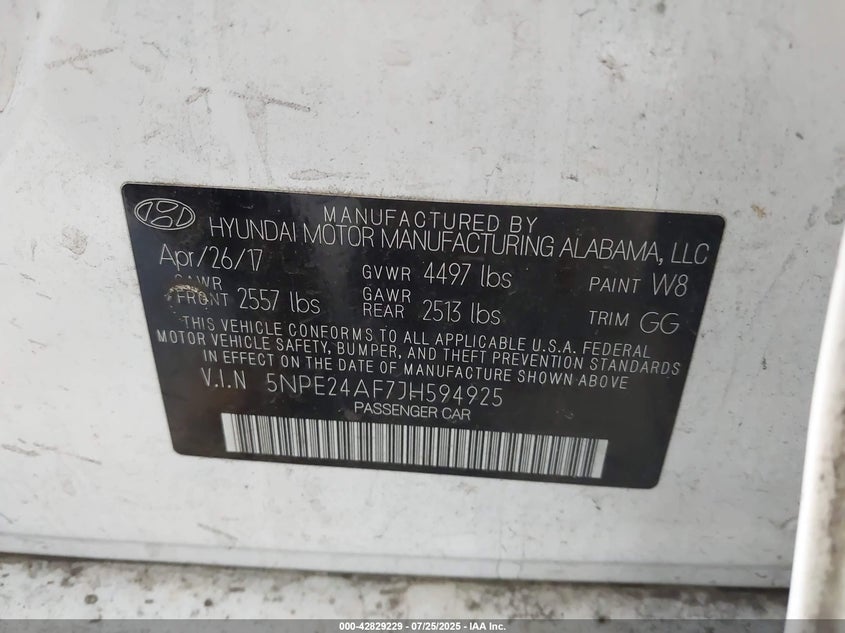 MANUFACTURED BY
HYUNDAI MOTOR MANUFACTURING ALABAMA, LLC
Apr/26/17 GVWR 4497 lbs PAINT W8
GAWR FRONT 2557 lbs GAWR REAR 2513 lbs TRIM GG
THIS VEHICLE CONFORMS TO ALL APPLICABLE U.S.A. FEDERAL
MOTOR VEHICLE SAFETY, BUMPER, AND THEFT PREVENTION STANDARDS
IN EFFECT ON THE DATE OF MANUFACTURE SHOWN ABOVE
V.I.N 5NPE24AF7JH594925
PASSENGER CAR
000-42829229 - 07/25/2025 - IAA Inc.